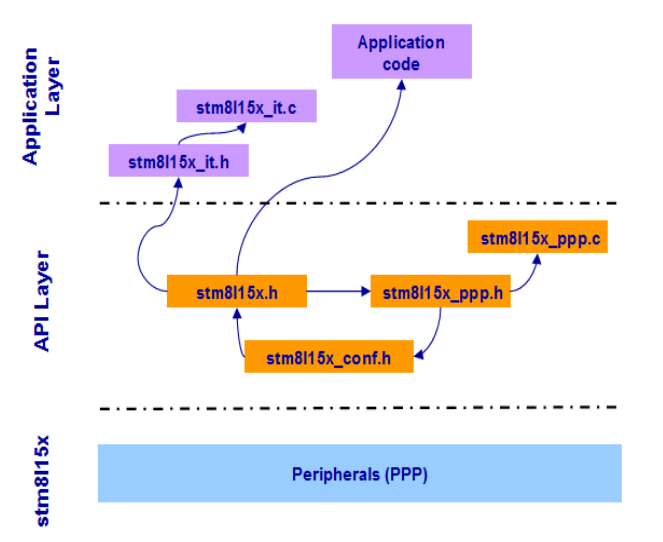 Application
Layer
Application
code
stm8l15x_it.c
stm8l15x_it.h
API Layer
stm8l15x_ppp.c
stm8l15x.h
stm8l15x_ppp.h
stm8l15x_conf.h
stm8l15x
Peripherals (PPP)